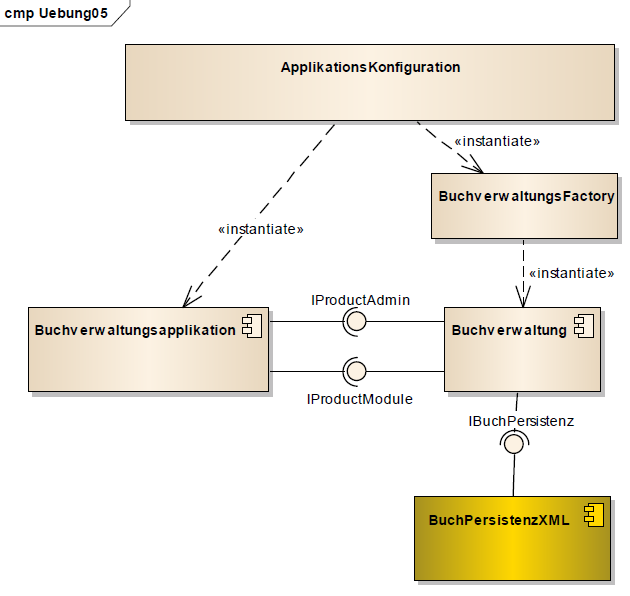 cmp Uebung05
ApplikationsKonfiguration
«instantiate»
BuchverwaltungsFactory
«instantiate»
«instantiate»
IProductAdmin
Buchverwaltungsapplikation
Buchverwaltung
IProductModule
IBuchPersistenz
BuchPersistenzXML